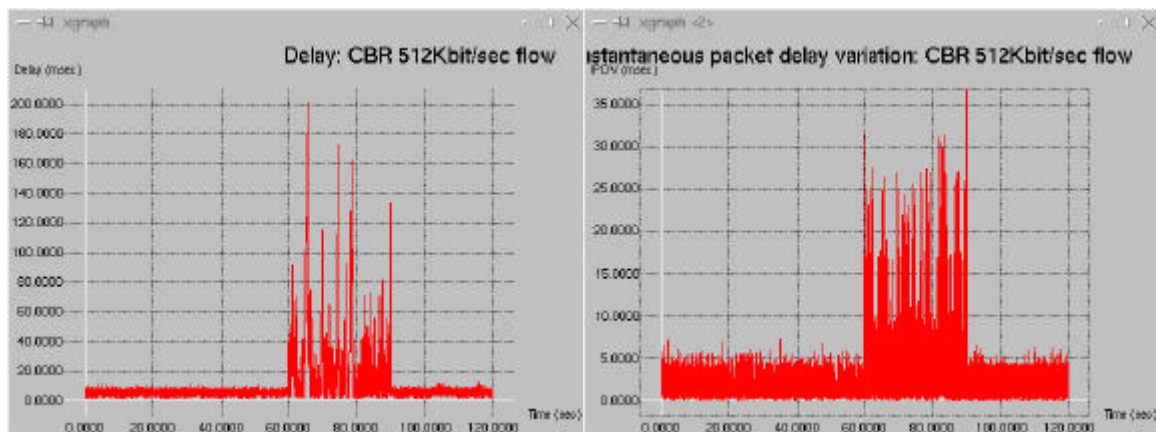 xgraph
Delay: CBR 512Kbit/sec flow
Delay (msec)
200.0000
180.0000
160.0000
140.0000
120.0000
100.0000
80.0000
60.0000
40.0000
20.0000
0.0000
Time (sec)
0.0000 20.0000 40.0000 60.0000 80.0000 100.0000 120.0000
xgraph <2>
stantaneous packet delay variation: CBR 512Kbit/sec flow
IPDV (msec)
35.0000
30.0000
25.0000
20.0000
15.0000
10.0000
5.0000
0.0000
Time (sec)
0.0000 20.0000 40.0000 60.0000 80.0000 100.0000 120.0000